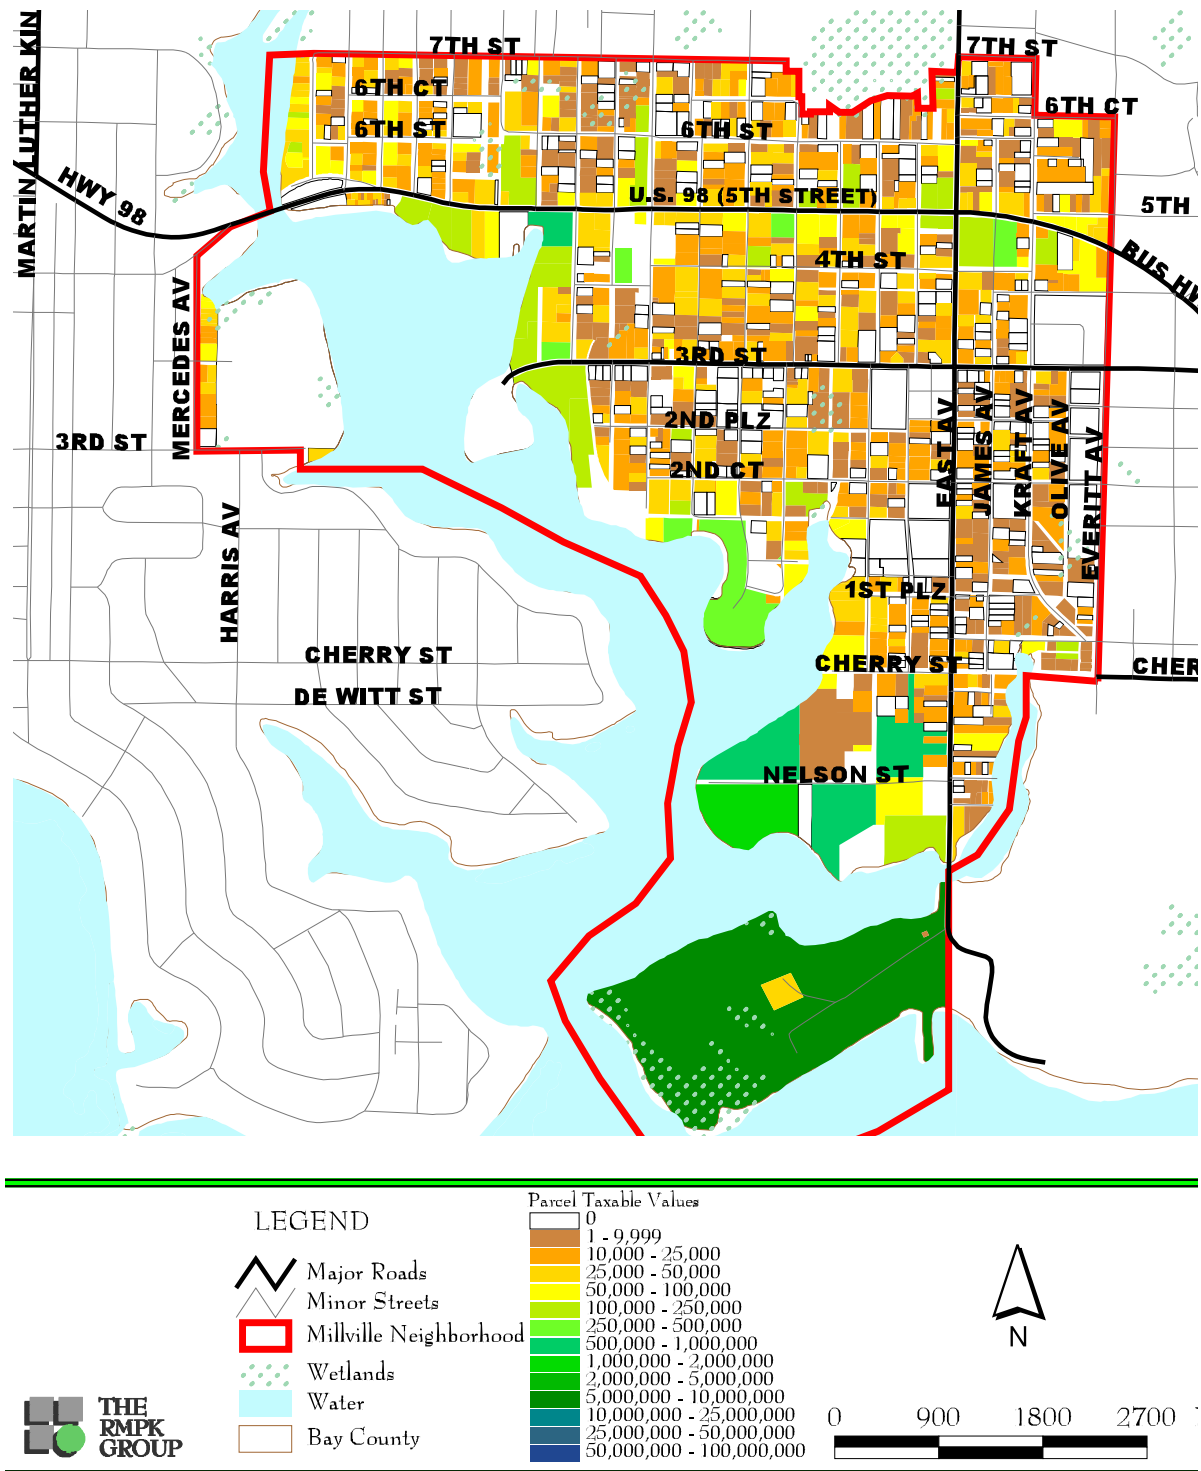 MARTIN LUTHER KIN
7TH ST
7TH ST
6TH CT
6TH CT
6TH ST
6TH ST
HWY 98
U.S. 98 (5TH STREET)
5TH
4TH ST
BUS HW
MERCEDES AV
3RD ST
2ND PLZ
3RD ST
2ND CT
EAST AV
JAMES AV
KRAFT AV
OLIVE AV
EVERITT AV
HARRIS AV
1ST PLZ
CHERRY ST
CHERRY ST
CHER
DE WITT ST
NELSON ST
LEGEND
Major Roads
Minor Streets
Millville Neighborhood
Wetlands
Water
Bay County
Parcel Taxable Values
0
1 - 9,999
10,000 - 25,000
25,000 - 50,000
50,000 - 100,000
100,000 - 250,000
250,000 - 500,000
500,000 - 1,000,000
1,000,000 - 2,000,000
2,000,000 - 5,000,000
5,000,000 - 10,000,000
10,000,000 - 25,000,000
25,000,000 - 50,000,000
50,000,000 - 100,000,000
N
0 900 1800 2700
THE
RMPK
GROUP